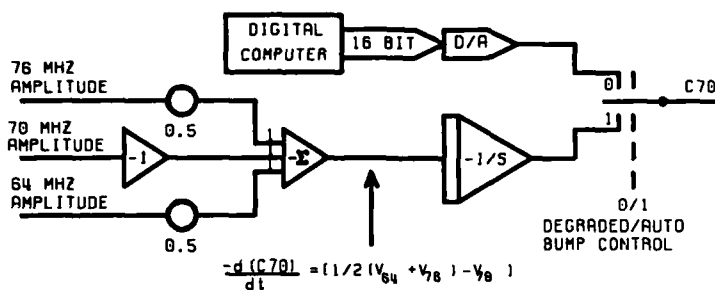 DIGITAL
COMPUTER
16 BIT
D/A
76 MHZ
AMPLITUDE
0.5
70 MHZ
AMPLITUDE
-1
1
-Σ
-1/S
64 MHZ
AMPLITUDE
0.5
0
1
C70
0/1
DEGRADED/AUTO
BUMP CONTROL
-d(C70)/dt = [1/2(V64 +V76) -V70 ]